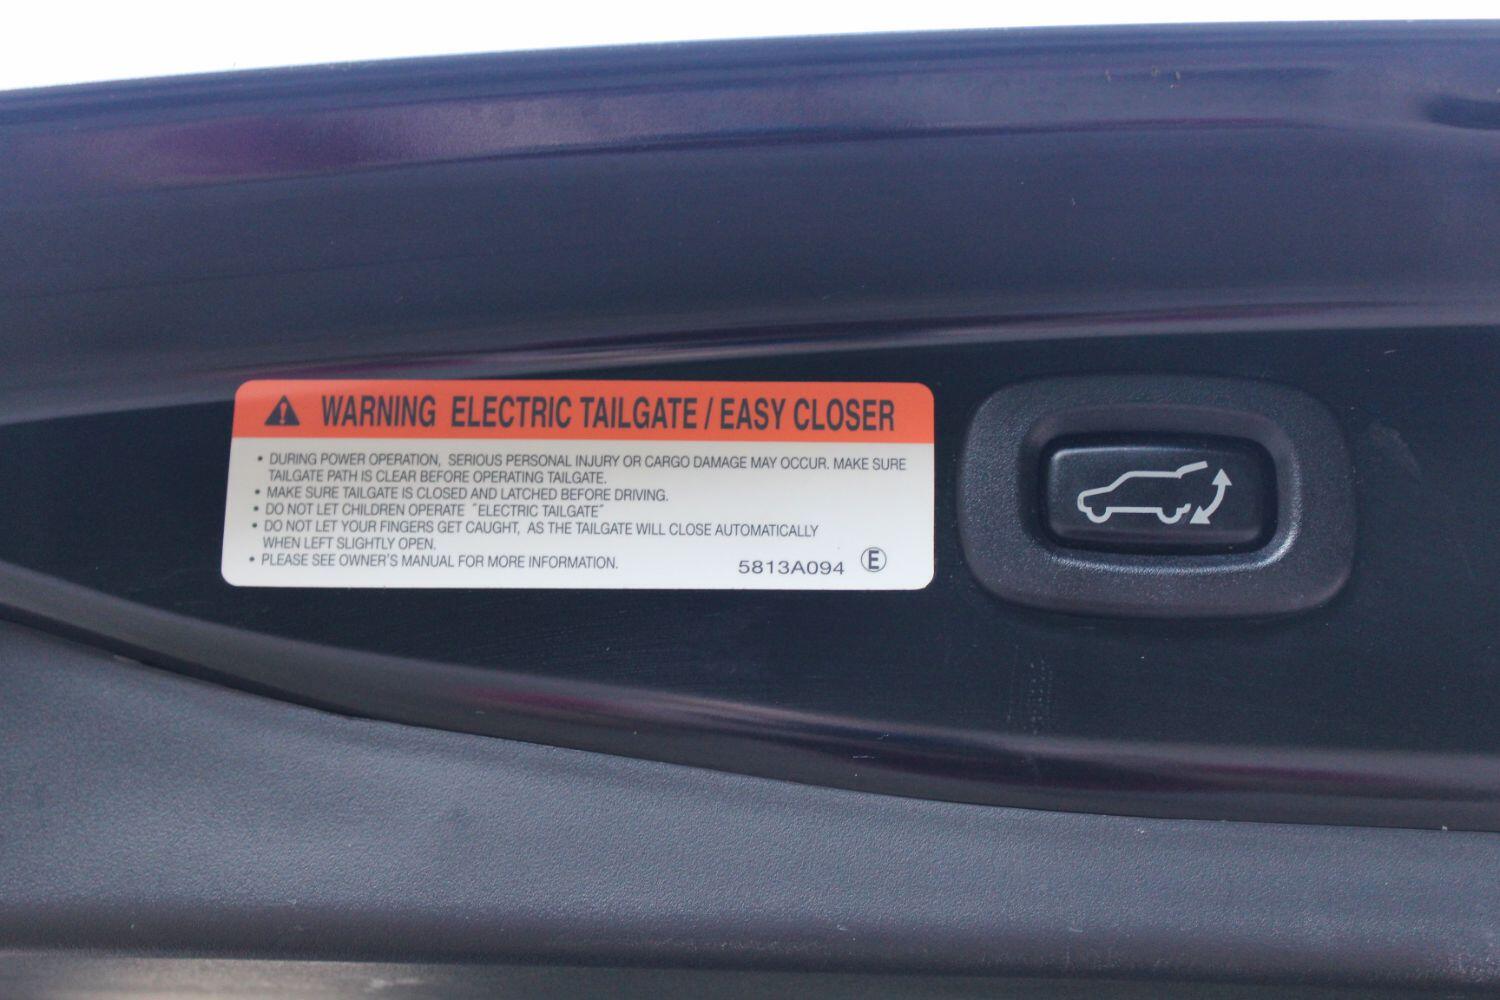 WARNING ELECTRIC TAILGATE / EASY CLOSER
• DURING POWER OPERATION, SERIOUS PERSONAL INJURY OR CARGO DAMAGE MAY OCCUR. MAKE SURE
TAILGATE PATH IS CLEAR BEFORE OPERATING TAILGATE.
• MAKE SURE TAILGATE IS CLOSED AND LATCHED BEFORE DRIVING.
• DO NOT LET CHILDREN OPERATE "ELECTRIC TAILGATE"
• DO NOT LET YOUR FINGERS GET CAUGHT, AS THE TAILGATE WILL CLOSE AUTOMATICALLY
WHEN LEFT SLIGHTLY OPEN.
• PLEASE SEE OWNER'S MANUAL FOR MORE INFORMATION.
5813A094 Ⓔ